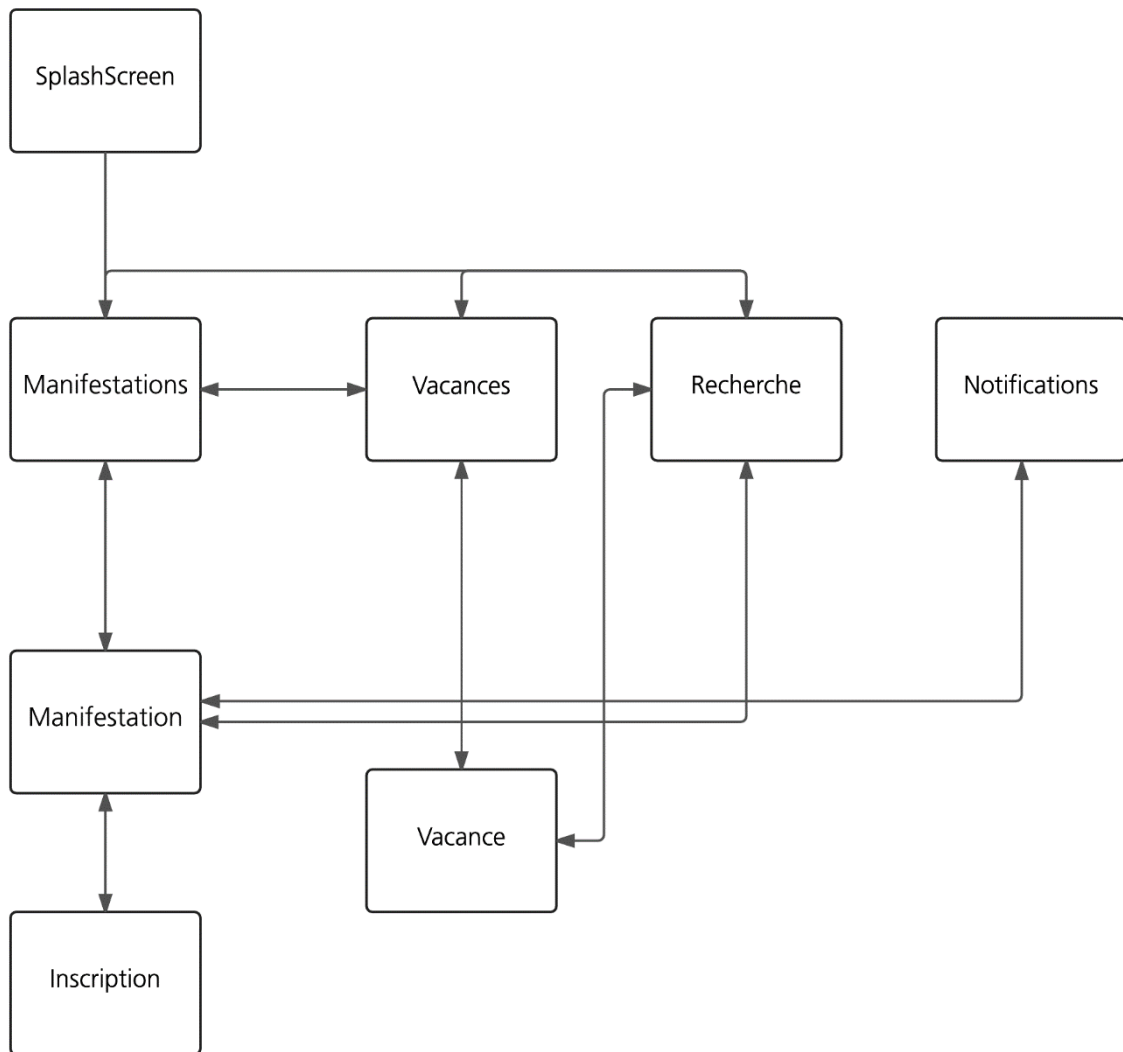 SplashScreen
Manifestations
Vacances
Recherche
Notifications
Manifestation
Vacance
Inscription